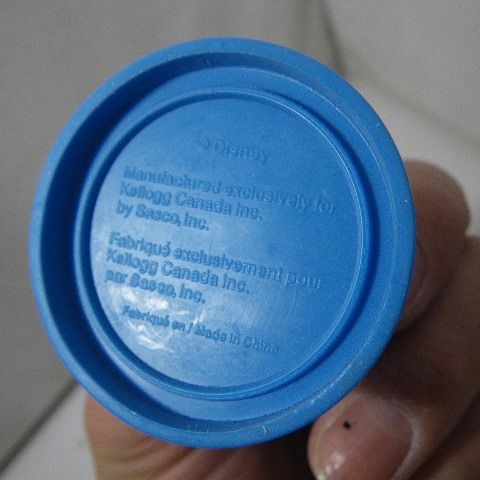 © Disney
Manufactured exclusively for
Kellogg Canada Inc.
by Sasco, Inc.
Fabriqué exclusivement pour
Kellogg Canada Inc.
par Sasco, Inc.
Fabriqué en / Made in China